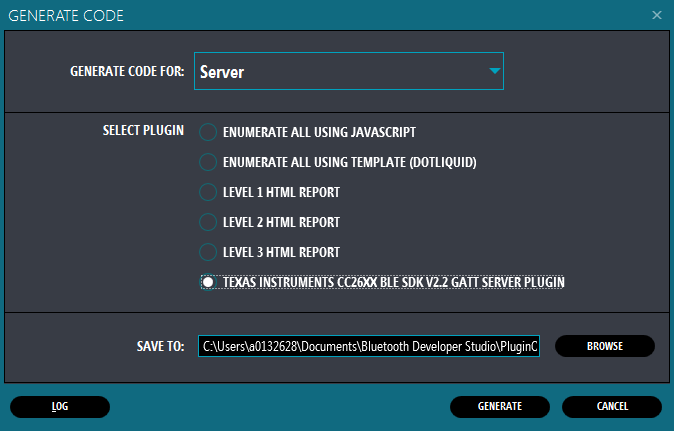 GENERATE CODE
GENERATE CODE FOR: Server
SELECT PLUGIN
ENUMERATE ALL USING JAVASCRIPT
ENUMERATE ALL USING TEMPLATE (DOTLIQUID)
LEVEL 1 HTML REPORT
LEVEL 2 HTML REPORT
LEVEL 3 HTML REPORT
TEXAS INSTRUMENTS CC26XX BLE SDK V2.2 GATT SERVER PLUGIN
SAVE TO: C:\Users\a0132628\Documents\Bluetooth Developer Studio\PluginO BROWSE
LOG GENERATE CANCEL